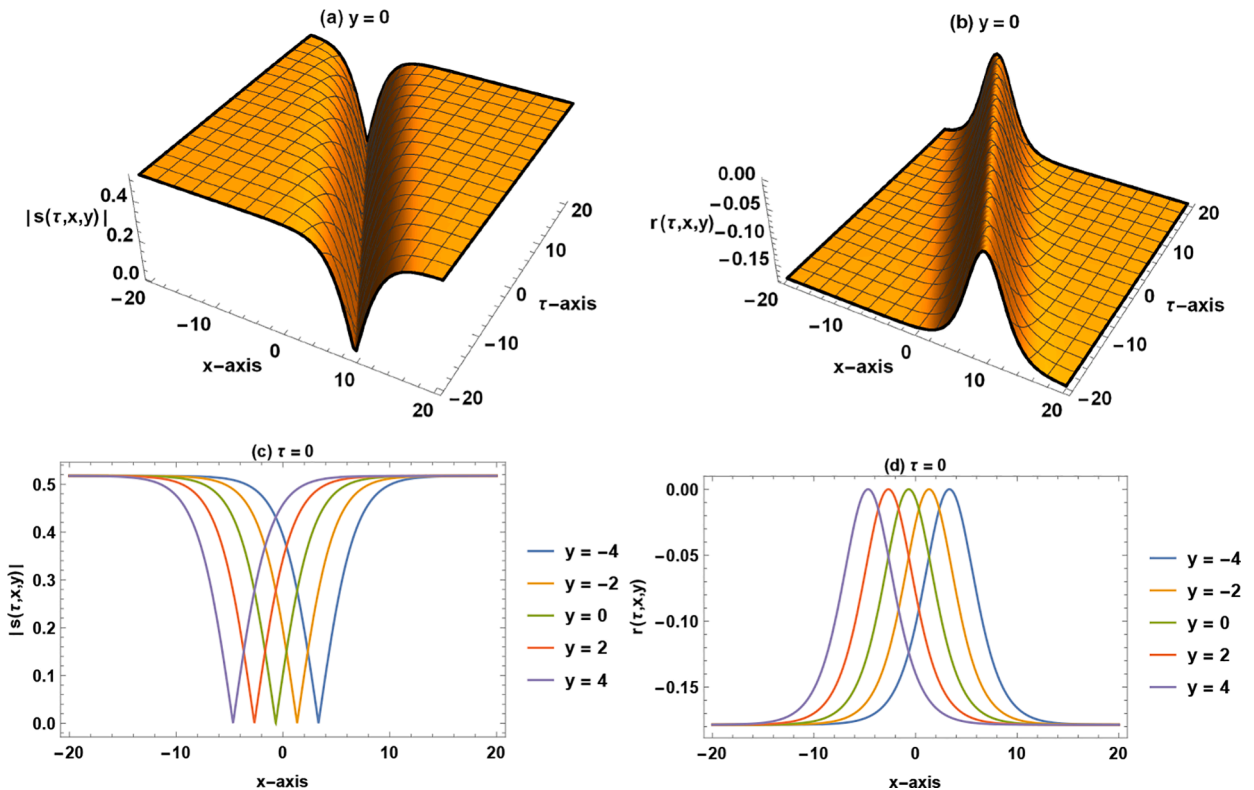 (a) y = 0
|s(τ,x,y)|
0.4
0.2
0.0
−20
−10
0
10
20
x−axis
20
10
0
−10
−20
τ−axis
(b) y = 0
r(τ,x,y)
0.00
−0.05
−0.10
−0.15
−20
−10
0
10
20
x−axis
20
10
0
−10
−20
τ−axis
(c) τ = 0
|s(τ,x,y)|
0.5
0.4
0.3
0.2
0.1
0.0
−20 −10 0 10 20
x−axis
y = −4
y = −2
y = 0
y = 2
y = 4
(d) τ = 0
r(τ,x,y)
0.00
−0.05
−0.10
−0.15
−20 −10 0 10 20
x−axis
y = −4
y = −2
y = 0
y = 2
y = 4